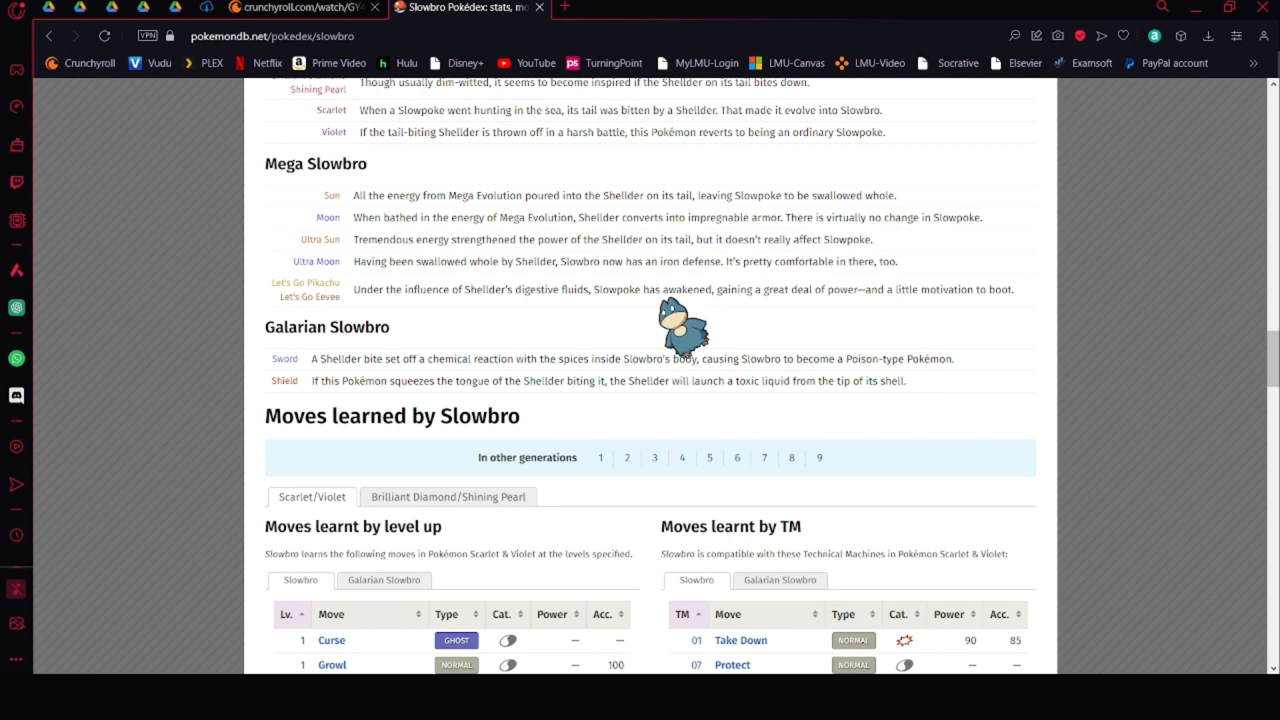 crunchyroll.com/watch/GY
Slowbro Pokédex: stats, mo
VPN
pokemondb.net/pokedex/slowbro
Crunchyroll Vudu PLEX Netflix Prime Video Hulu Disney+ YouTube TurningPoint MyLMU-Login LMU-Canvas LMU-Video Socrative Elsevier Examsoft PayPal account
Though usually dim-witted, it seems to become inspired if the Shellder on its tail bites down.
Shining Pearl
Scarlet When a Slowpoke went hunting in the sea, its tail was bitten by a Shellder. That made it evolve into Slowbro.
Violet If the tail-biting Shellder is thrown off in a harsh battle, this Pokémon reverts to being an ordinary Slowpoke.
Mega Slowbro
Sun All the energy from Mega Evolution poured into the Shellder on its tail, leaving Slowpoke to be swallowed whole.
Moon When bathed in the energy of Mega Evolution, Shellder converts into impregnable armor. There is virtually no change in Slowpoke.
Ultra Sun Tremendous energy strengthened the power of the Shellder on its tail, but it doesn't really affect Slowpoke.
Ultra Moon Having been swallowed whole by Shellder, Slowbro now has an iron defense. It's pretty comfortable in there, too.
Let's Go Pikachu
Let's Go Eevee
Under the influence of Shellder's digestive fluids, Slowpoke has awakened, gaining a great deal of power—and a little motivation to boot.
Galarian Slowbro
Sword A Shellder bite set off a chemical reaction with the spices inside Slowbro's body, causing Slowbro to become a Poison-type Pokémon.
Shield If this Pokémon squeezes the tongue of the Shellder biting it, the Shellder will launch a toxic liquid from the tip of its shell.
Moves learned by Slowbro
In other generations 1 2 3 4 5 6 7 8 9
Scarlet/Violet Brilliant Diamond/Shining Pearl
Moves learnt by level up
Slowbro learns the following moves in Pokémon Scarlet & Violet at the levels specified.
Slowbro Galarian Slowbro
Lv. Move Type Cat. Power Acc.
1 Curse GHOST — —
1 Growl NORMAL — 100
Moves learnt by TM
Slowbro is compatible with these Technical Machines in Pokémon Scarlet & Violet:
Slowbro Galarian Slowbro
TM Move Type Cat. Power Acc.
01 Take Down NORMAL 90 85
07 Protect NORMAL — —